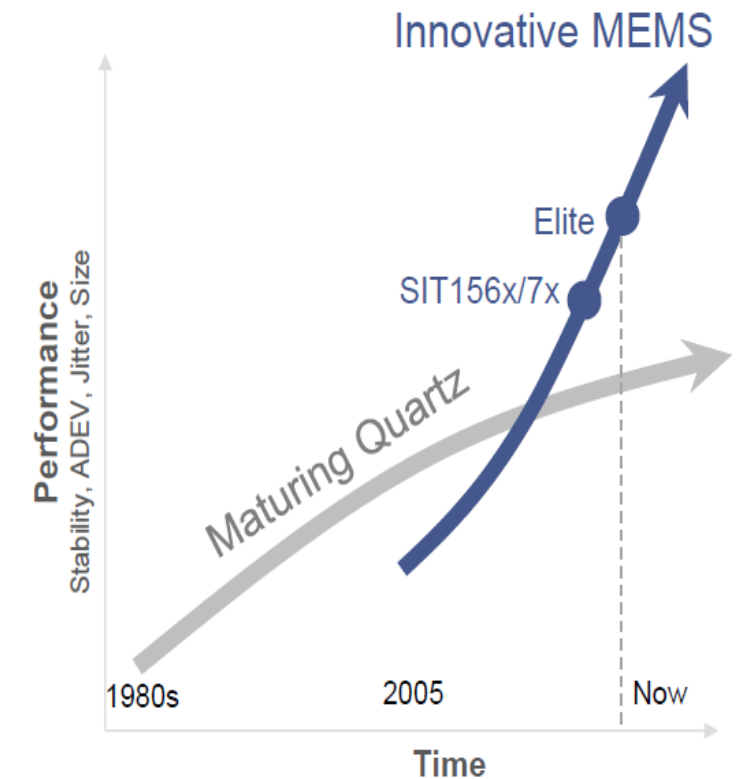 Innovative MEMS
Elite
SIT156x/7x
Maturing Quartz
Performance
Stability, ADEV, Jitter, Size
1980s
2005
Now
Time